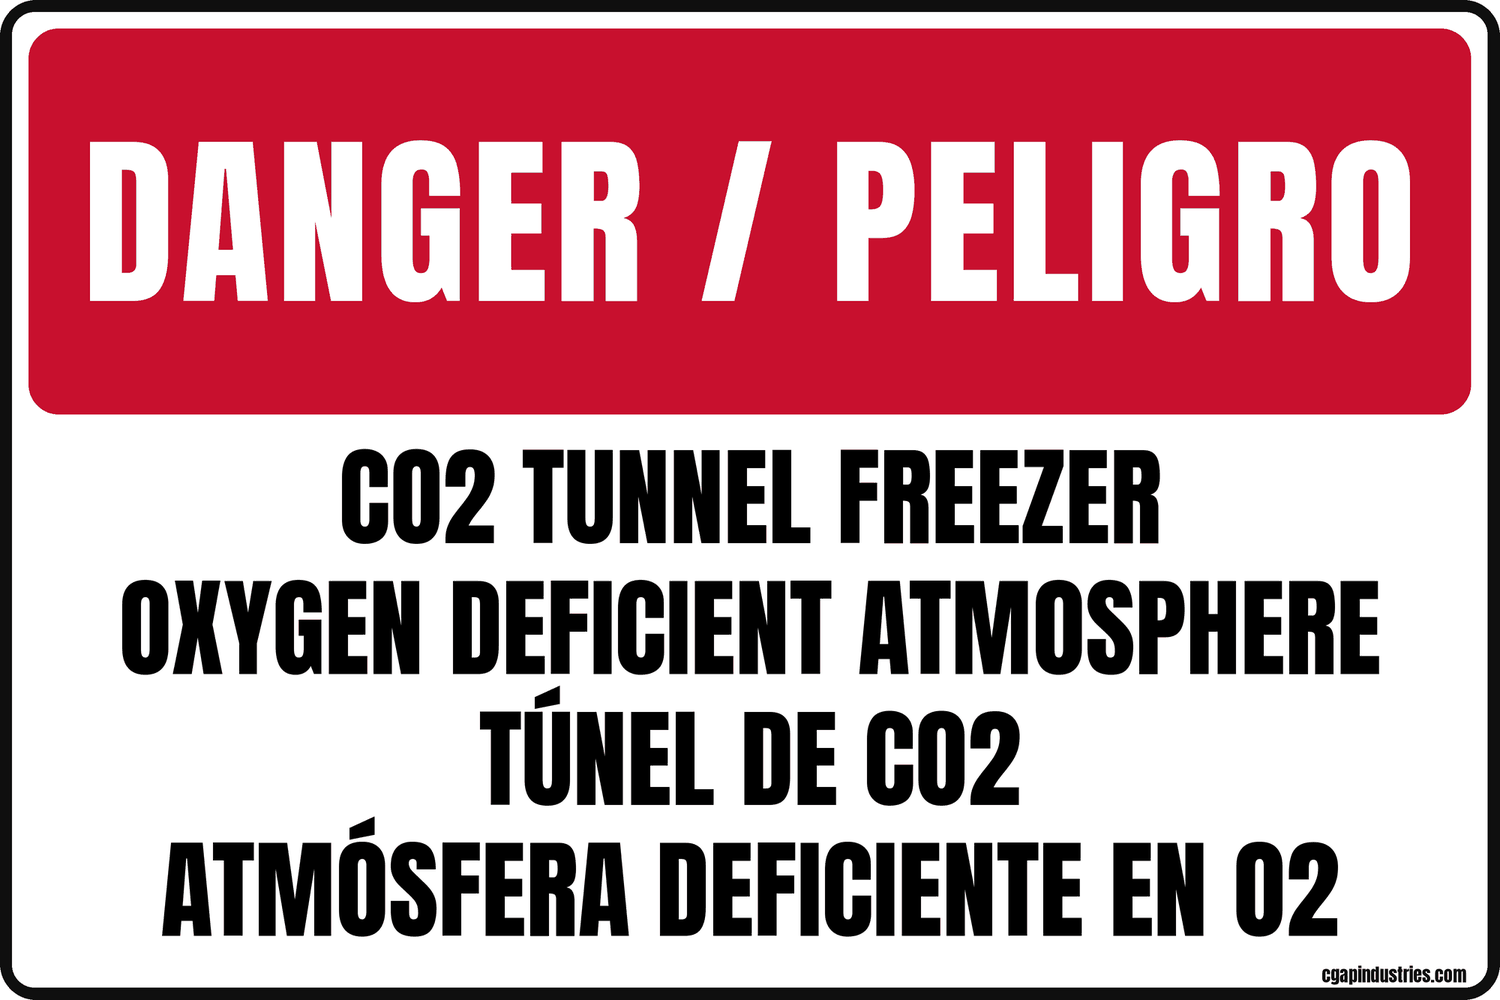 DANGER / PELIGRO
CO2 TUNNEL FREEZER
OXYGEN DEFICIENT ATMOSPHERE
TÚNEL DE CO2
ATMÓSFERA DEFICIENTE EN O2
cgapindustries.com